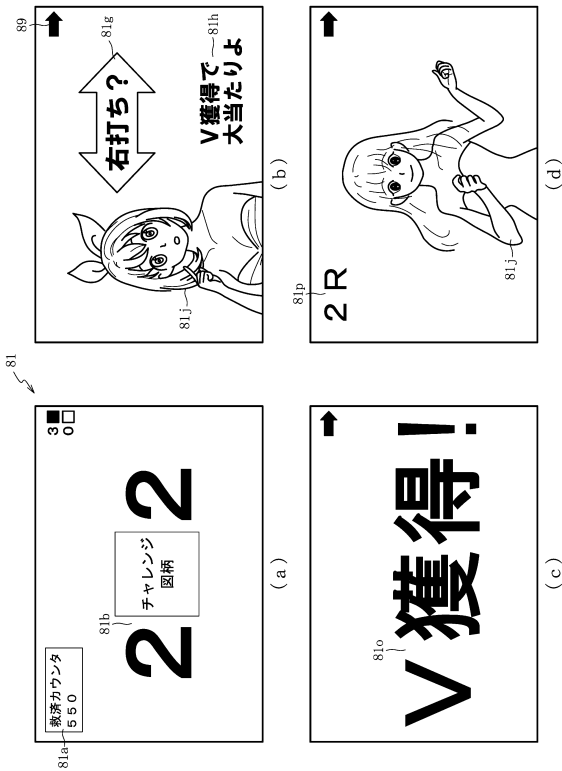 81
81a
救済カウンタ
550
3
0
81b
2
チャレンジ
図柄
2
(a)
89
81g
右打ち?
81h
V獲得で
大当たりよ
81j
(b)
81o
V獲得!
(c)
81p
2R
81j
(d)